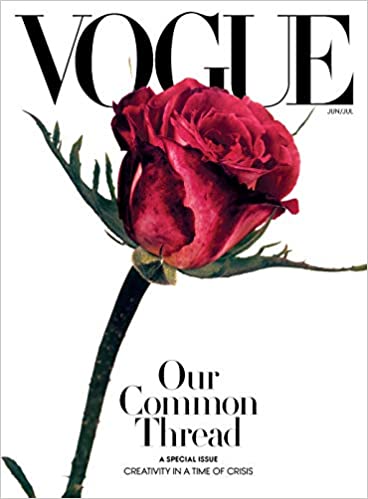 VOGUE
JUN/JUL
Our
Common
Thread
A SPECIAL ISSUE
CREATIVITY IN A TIME OF CRISIS